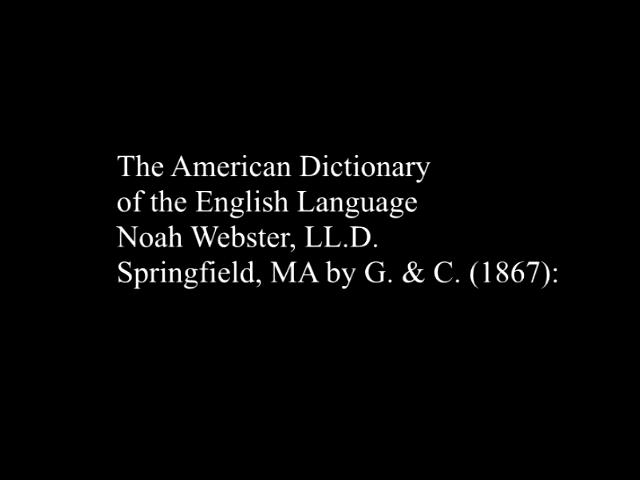 The American Dictionary
of the English Language
Noah Webster, LL.D.
Springfield, MA by G. & C. (1867):